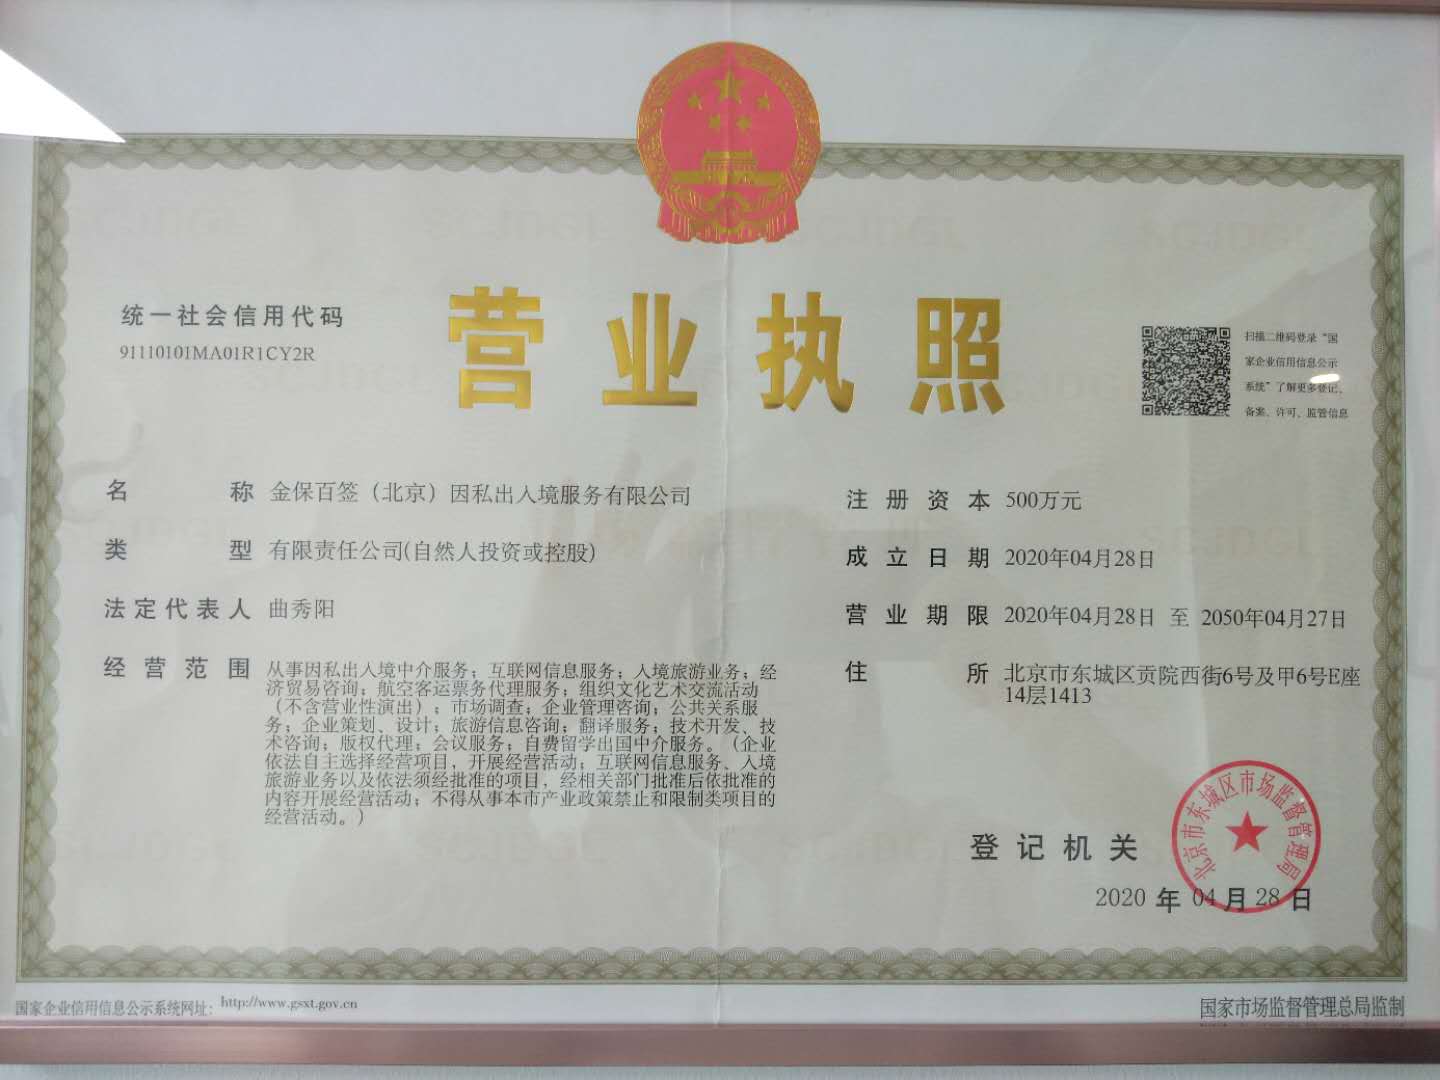 统一社会信用代码
91110101MA01R1CY2R
营业执照
扫描二维码登录“国
家企业信用信息公示
系统”了解更多登记、
备案、许可、监管信息
名称 金保百签（北京）因私出入境服务有限公司
类型 有限责任公司(自然人投资或控股)
法定代表人 曲秀阳
经营范围 从事因私出入境中介服务；互联网信息服务；入境旅游业务；经
济贸易咨询；航空客运票务代理服务；组织文化艺术交流活动
（不含营业性演出）；市场调查；企业管理咨询；公共关系服
务；企业策划、设计；旅游信息咨询；翻译服务；技术开发、技
术咨询；版权代理；会议服务；自费留学出国中介服务。（企业
依法自主选择经营项目，开展经营活动；互联网信息服务、入境
旅游业务以及依法须经批准的项目，经相关部门批准后依批准的
内容开展经营活动；不得从事本市产业政策禁止和限制类项目的
经营活动。）
注册资本 500万元
成立日期 2020年04月28日
营业期限 2020年04月28日 至 2050年04月27日
住所 北京市东城区贡院西街6号及甲6号E座
14层1413
登记机关
北京市东城区市场监督管理局
2020 年 04 月 28 日
国家企业信用信息公示系统网址：http://www.gsxt.gov.cn
国家市场监督管理总局监制